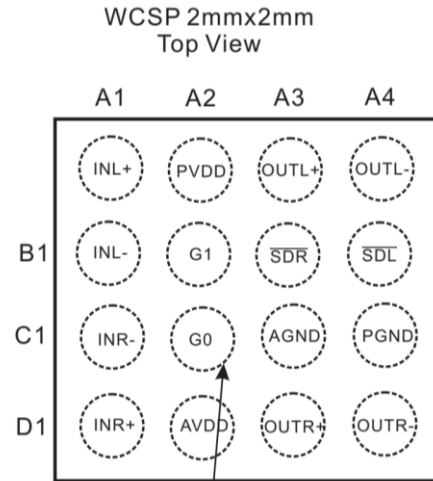 WCSP 2mmx2mm
Top View
A1 A2 A3 A4
INL+ PVDD OUTL+ OUTL-
B1 INL- G1 SDR SDL
C1 INR- G0 AGND PGND
D1 INR+ AVDD OUTR+ OUTR-